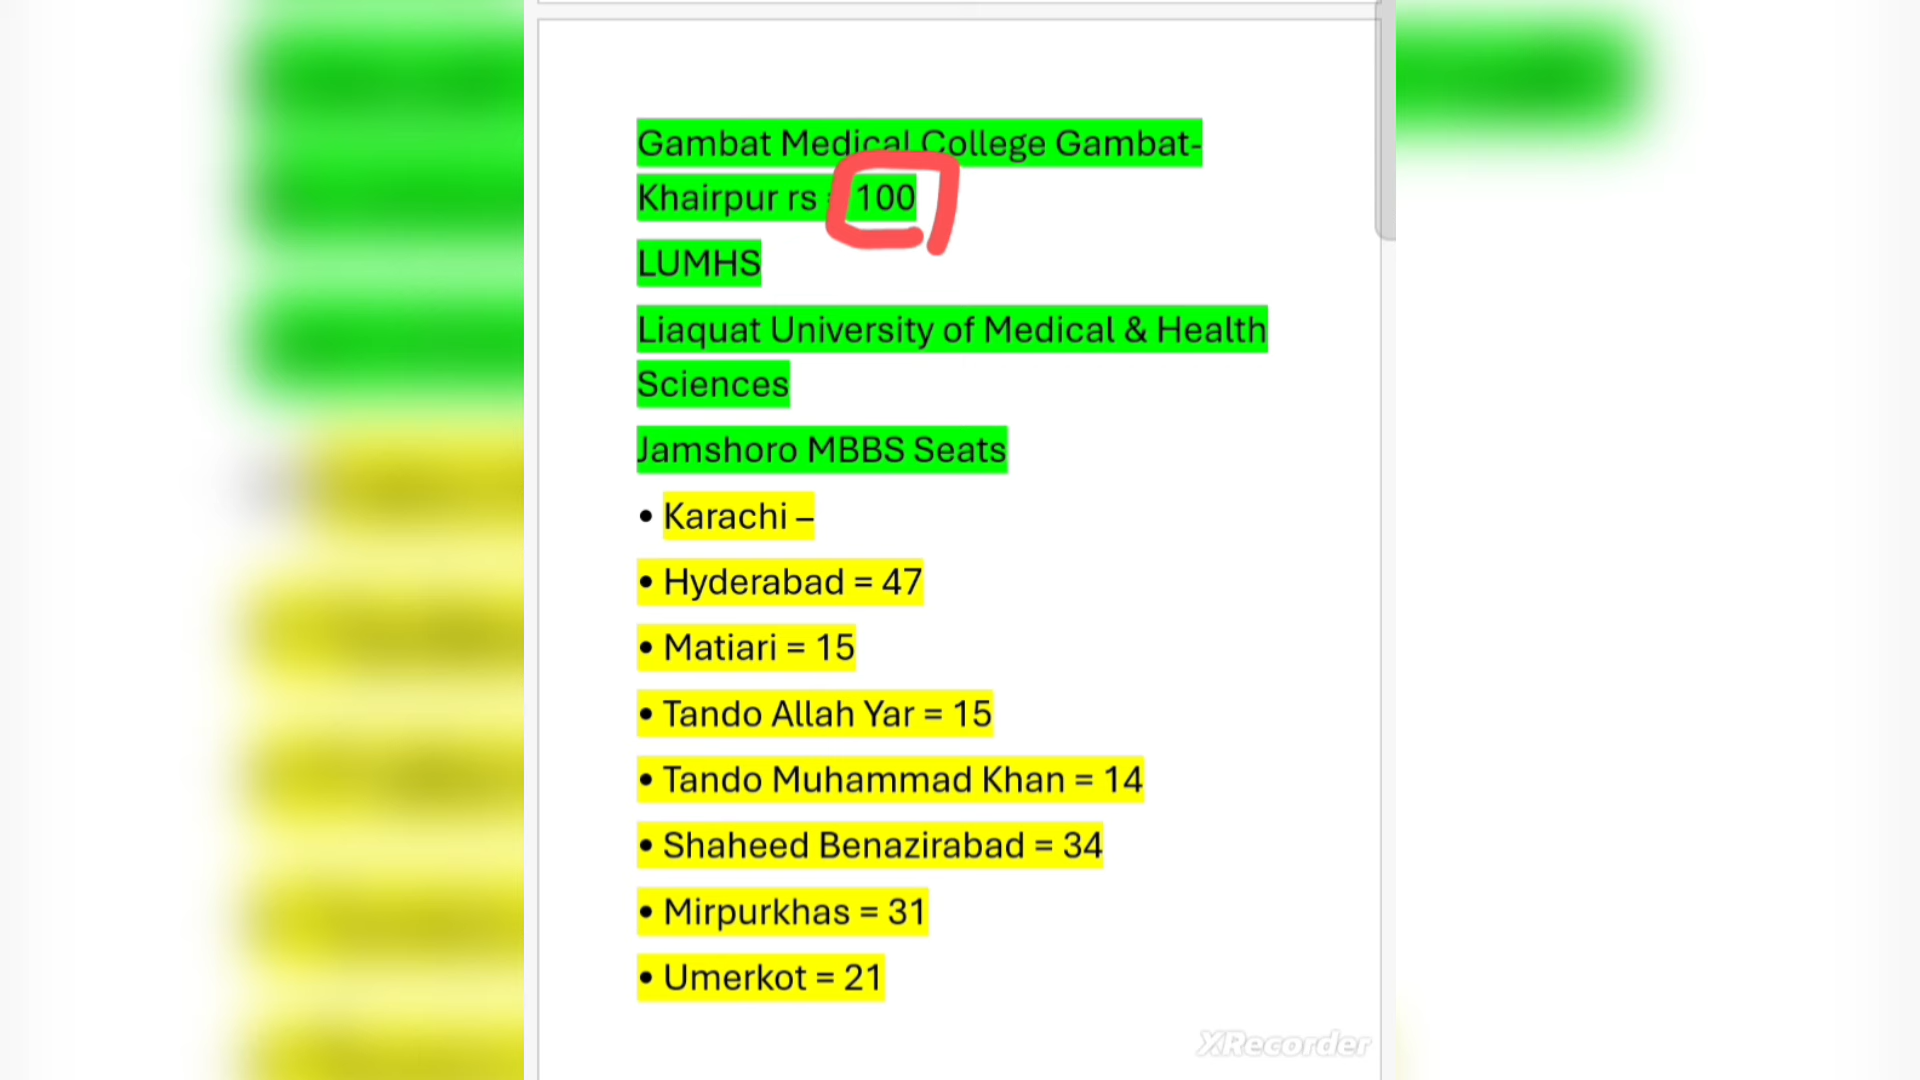 Gambat Medical College Gambat-
Khairpur rs = 100
LUMHS
Liaquat University of Medical & Health
Sciences
Jamshoro MBBS Seats
• Karachi –
• Hyderabad = 47
• Matiari = 15
• Tando Allah Yar = 15
• Tando Muhammad Khan = 14
• Shaheed Benazirabad = 34
• Mirpurkhas = 31
• Umerkot = 21
XRecorder